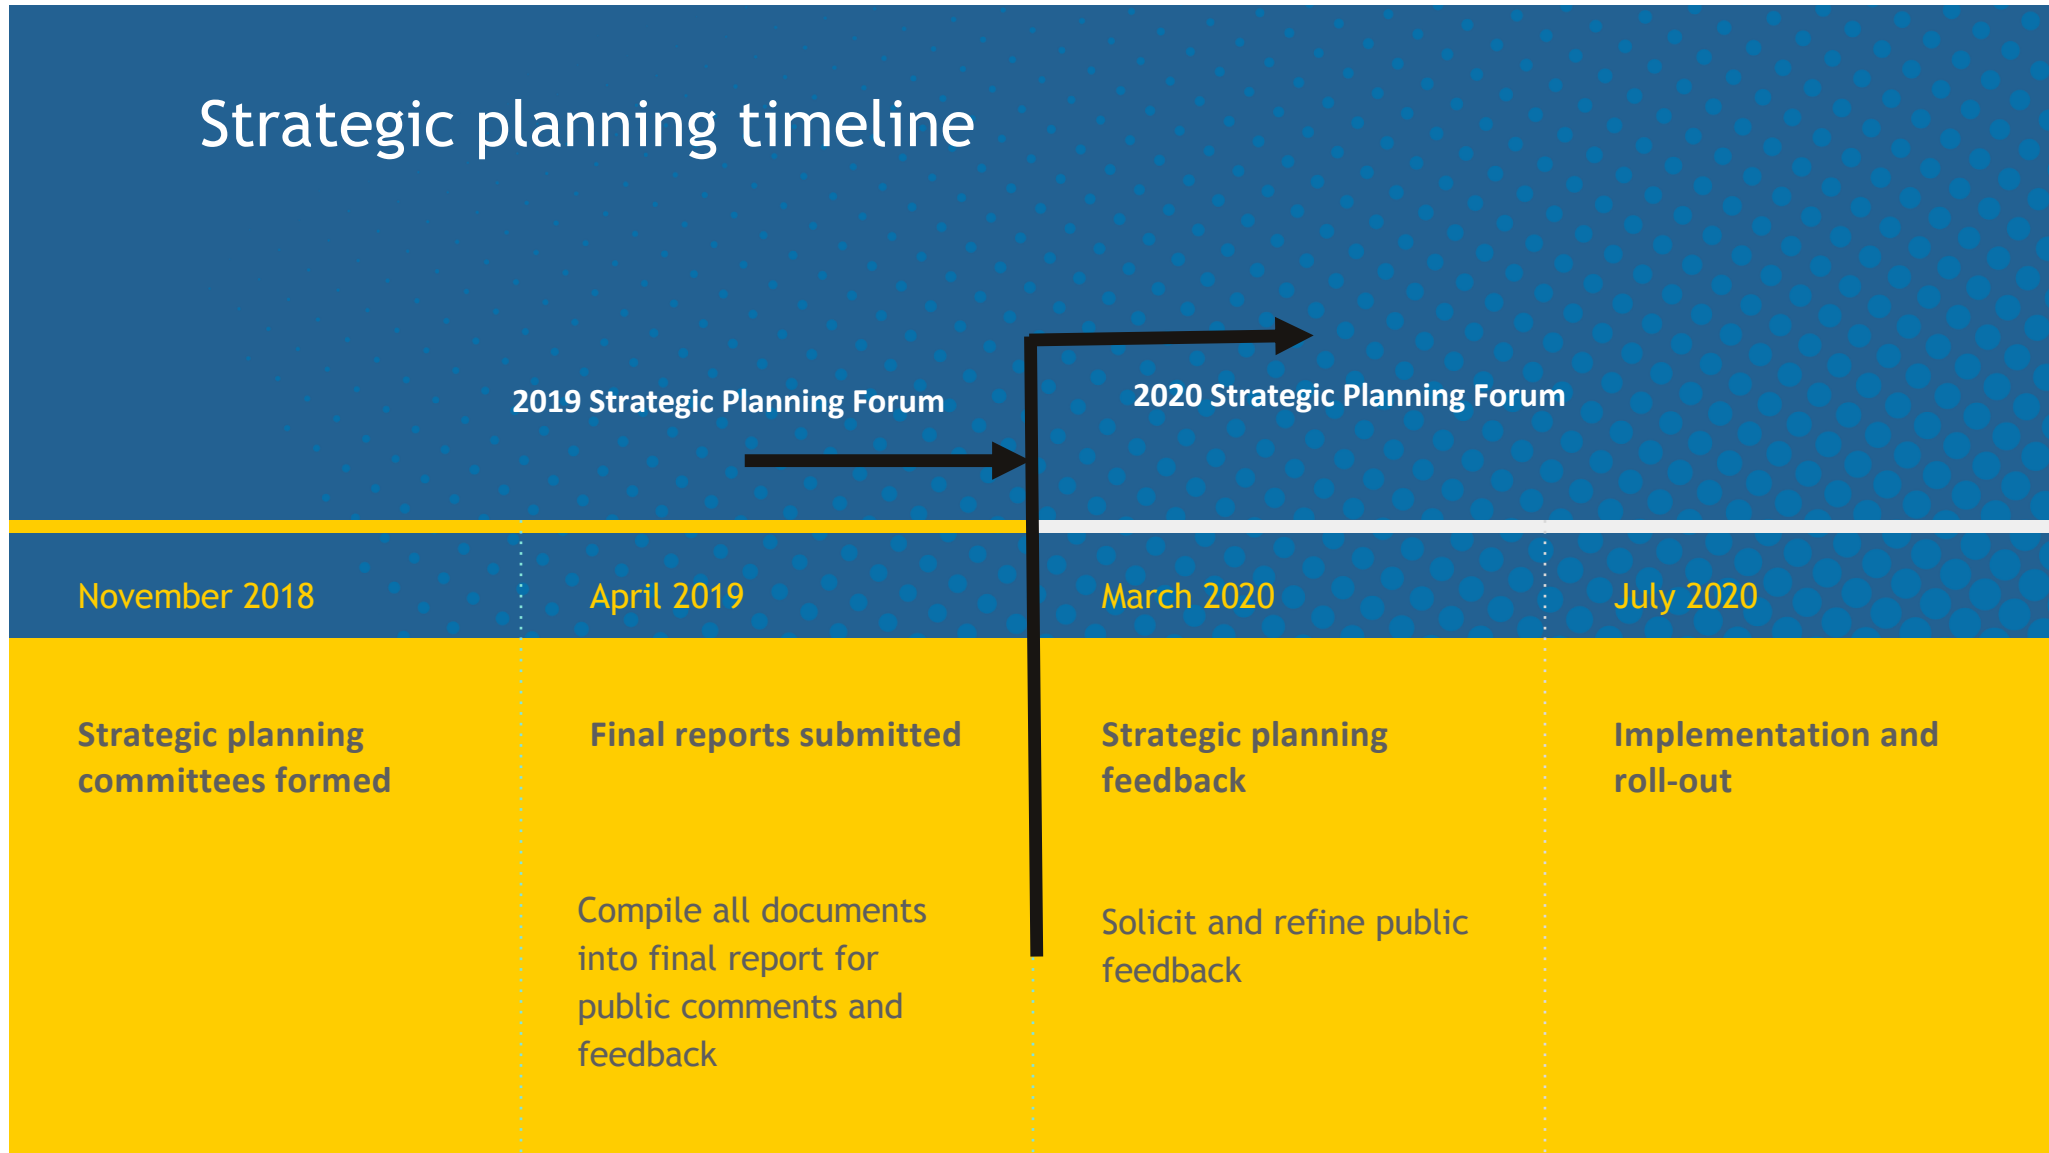 Strategic planning timeline
2019 Strategic Planning Forum
2020 Strategic Planning Forum
November 2018
April 2019
March 2020
July 2020
Strategic planning
committees formed
Final reports submitted
Compile all documents
into final report for
public comments and
feedback
Strategic planning
feedback
Solicit and refine public
feedback
Implementation and
roll-out